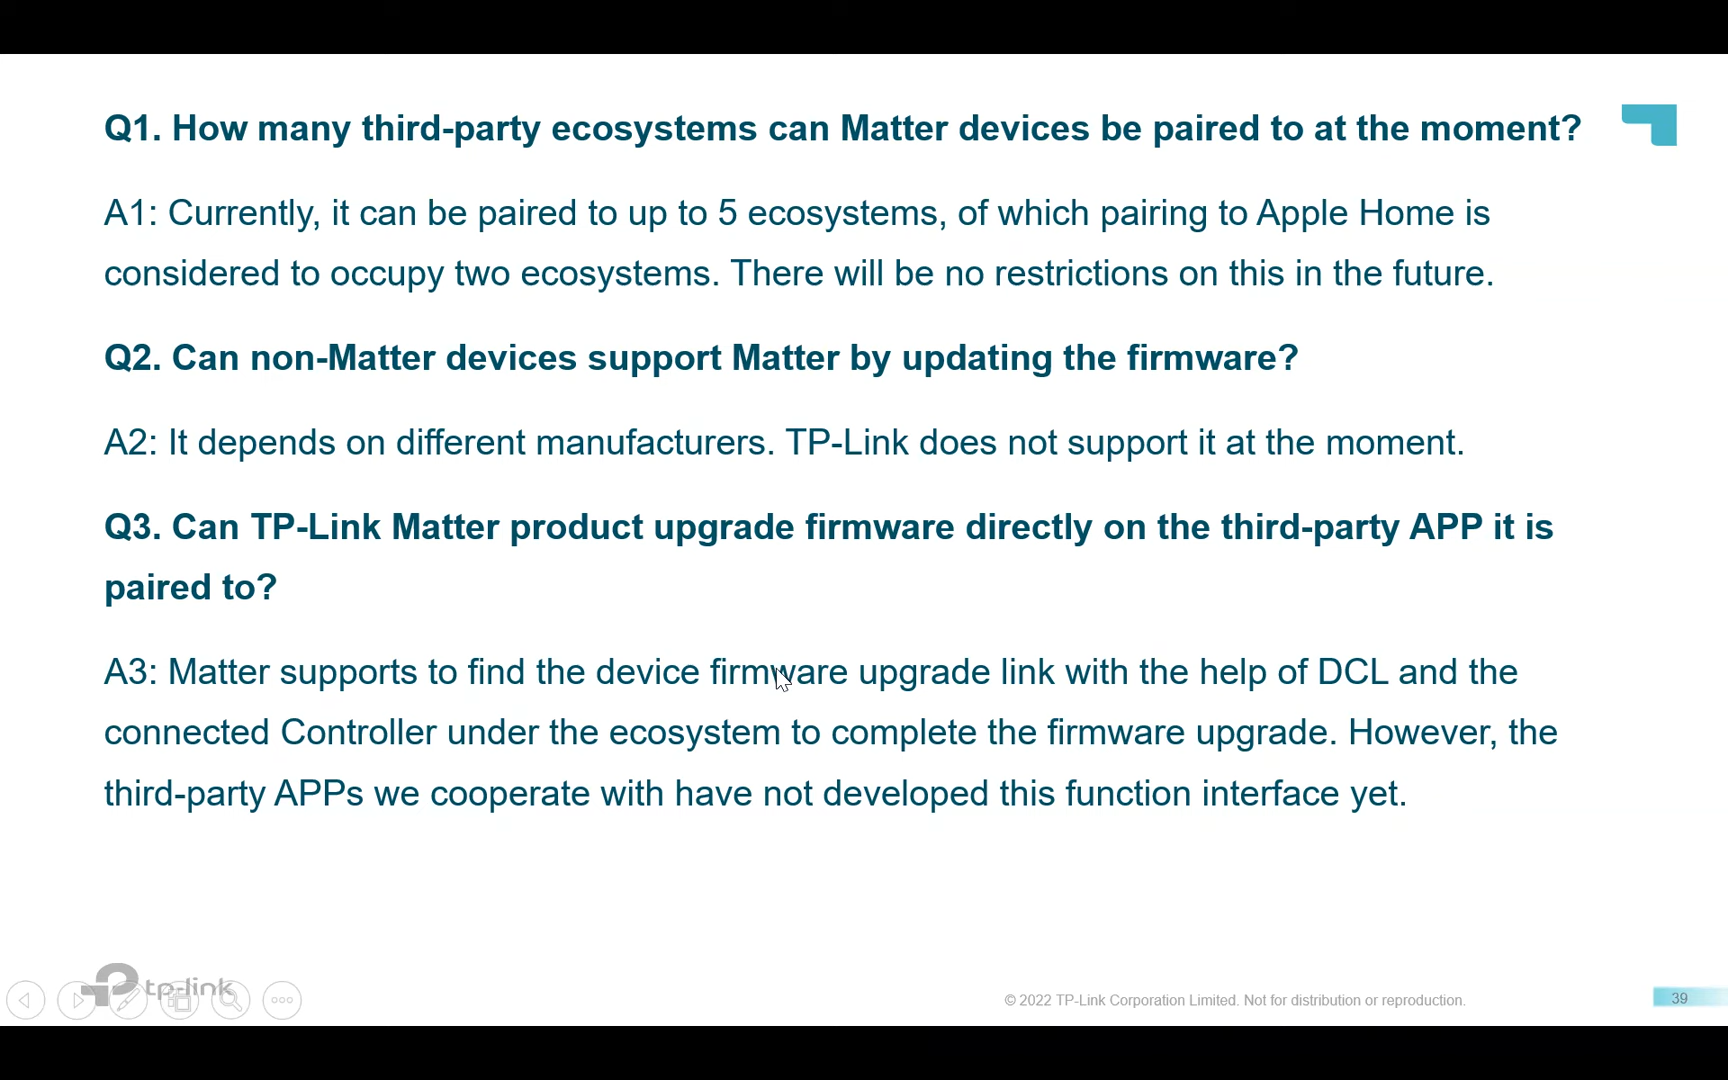 Q1. How many third-party ecosystems can Matter devices be paired to at the moment?
A1: Currently, it can be paired to up to 5 ecosystems, of which pairing to Apple Home is
considered to occupy two ecosystems. There will be no restrictions on this in the future.
Q2. Can non-Matter devices support Matter by updating the firmware?
A2: It depends on different manufacturers. TP-Link does not support it at the moment.
Q3. Can TP-Link Matter product upgrade firmware directly on the third-party APP it is
paired to?
A3: Matter supports to find the device firmware upgrade link with the help of DCL and the
connected Controller under the ecosystem to complete the firmware upgrade. However, the
third-party APPs we cooperate with have not developed this function interface yet.
tp-link
© 2022 TP-Link Corporation Limited. Not for distribution or reproduction.
39